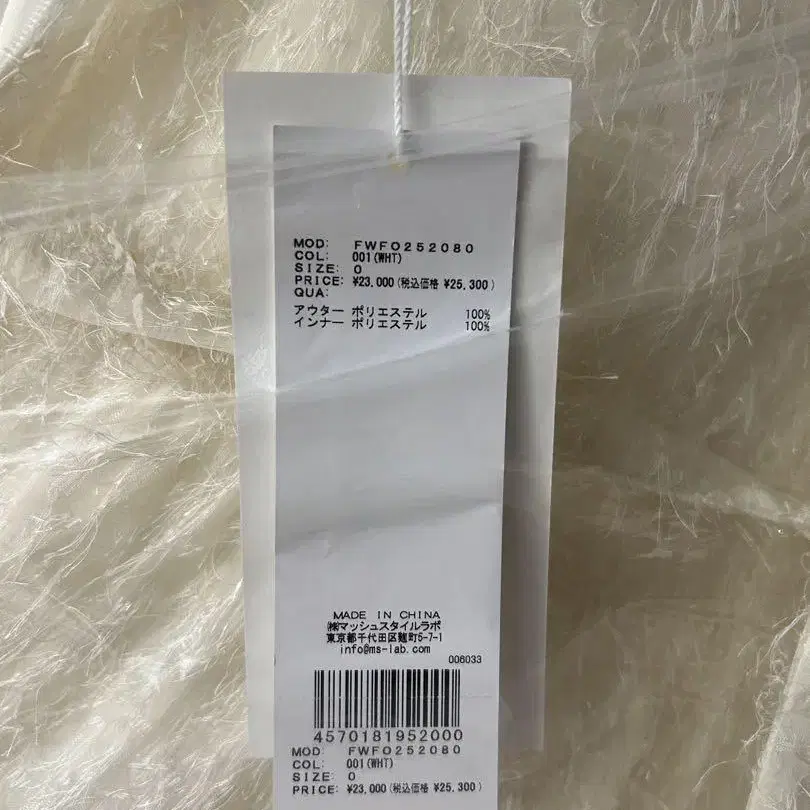 MOD: FWFO252080
COL: 001(WHT)
SIZE: 0
PRICE: ¥23,000(税込価格 ¥25,300)
QUA:
アウター ポリエステル 100%
インナー ポリエステル 100%
MADE IN CHINA
㈱マッシュスタイルラボ
東京都千代田区麹町5-7-1
info@ms-lab.com
006033
4570181952000
MOD: FWFO252080
COL: 001(WHT)
SIZE: 0
PRICE: ¥23,000(税込価格 ¥25,300)